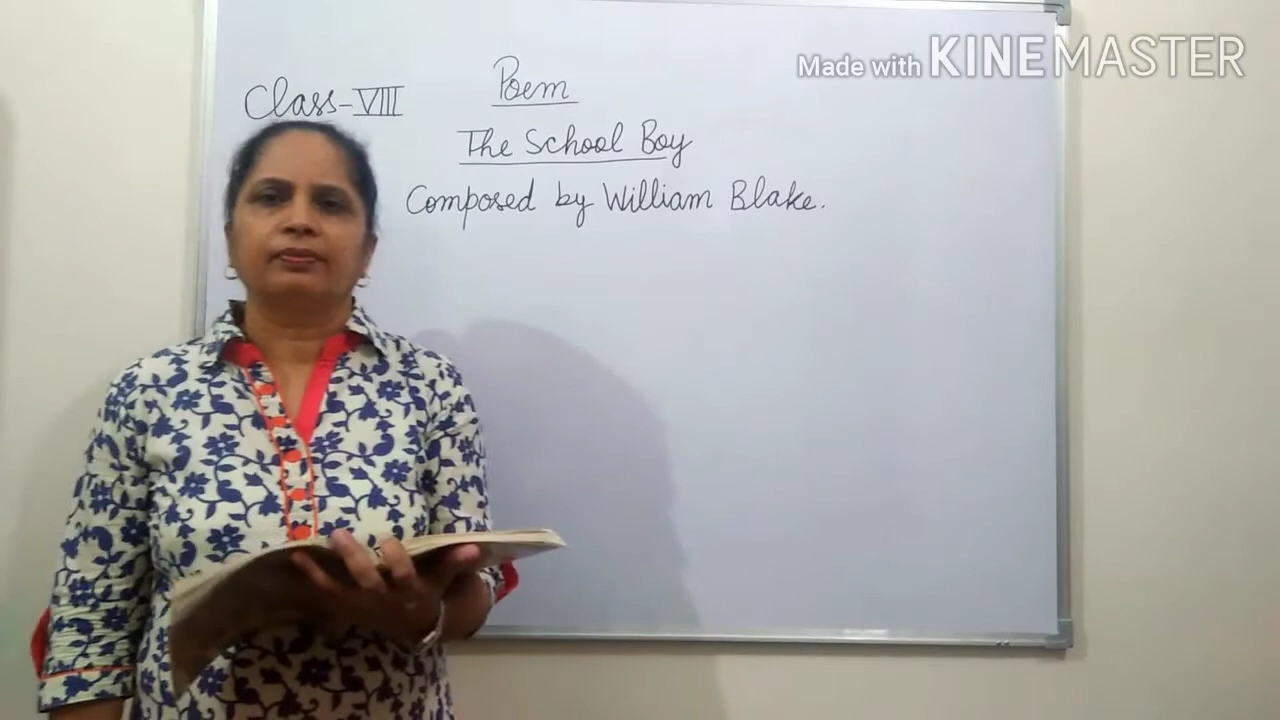 Made with KINEMASTER
Class-VIII
Poem
The School Boy
Composed by William Blake.